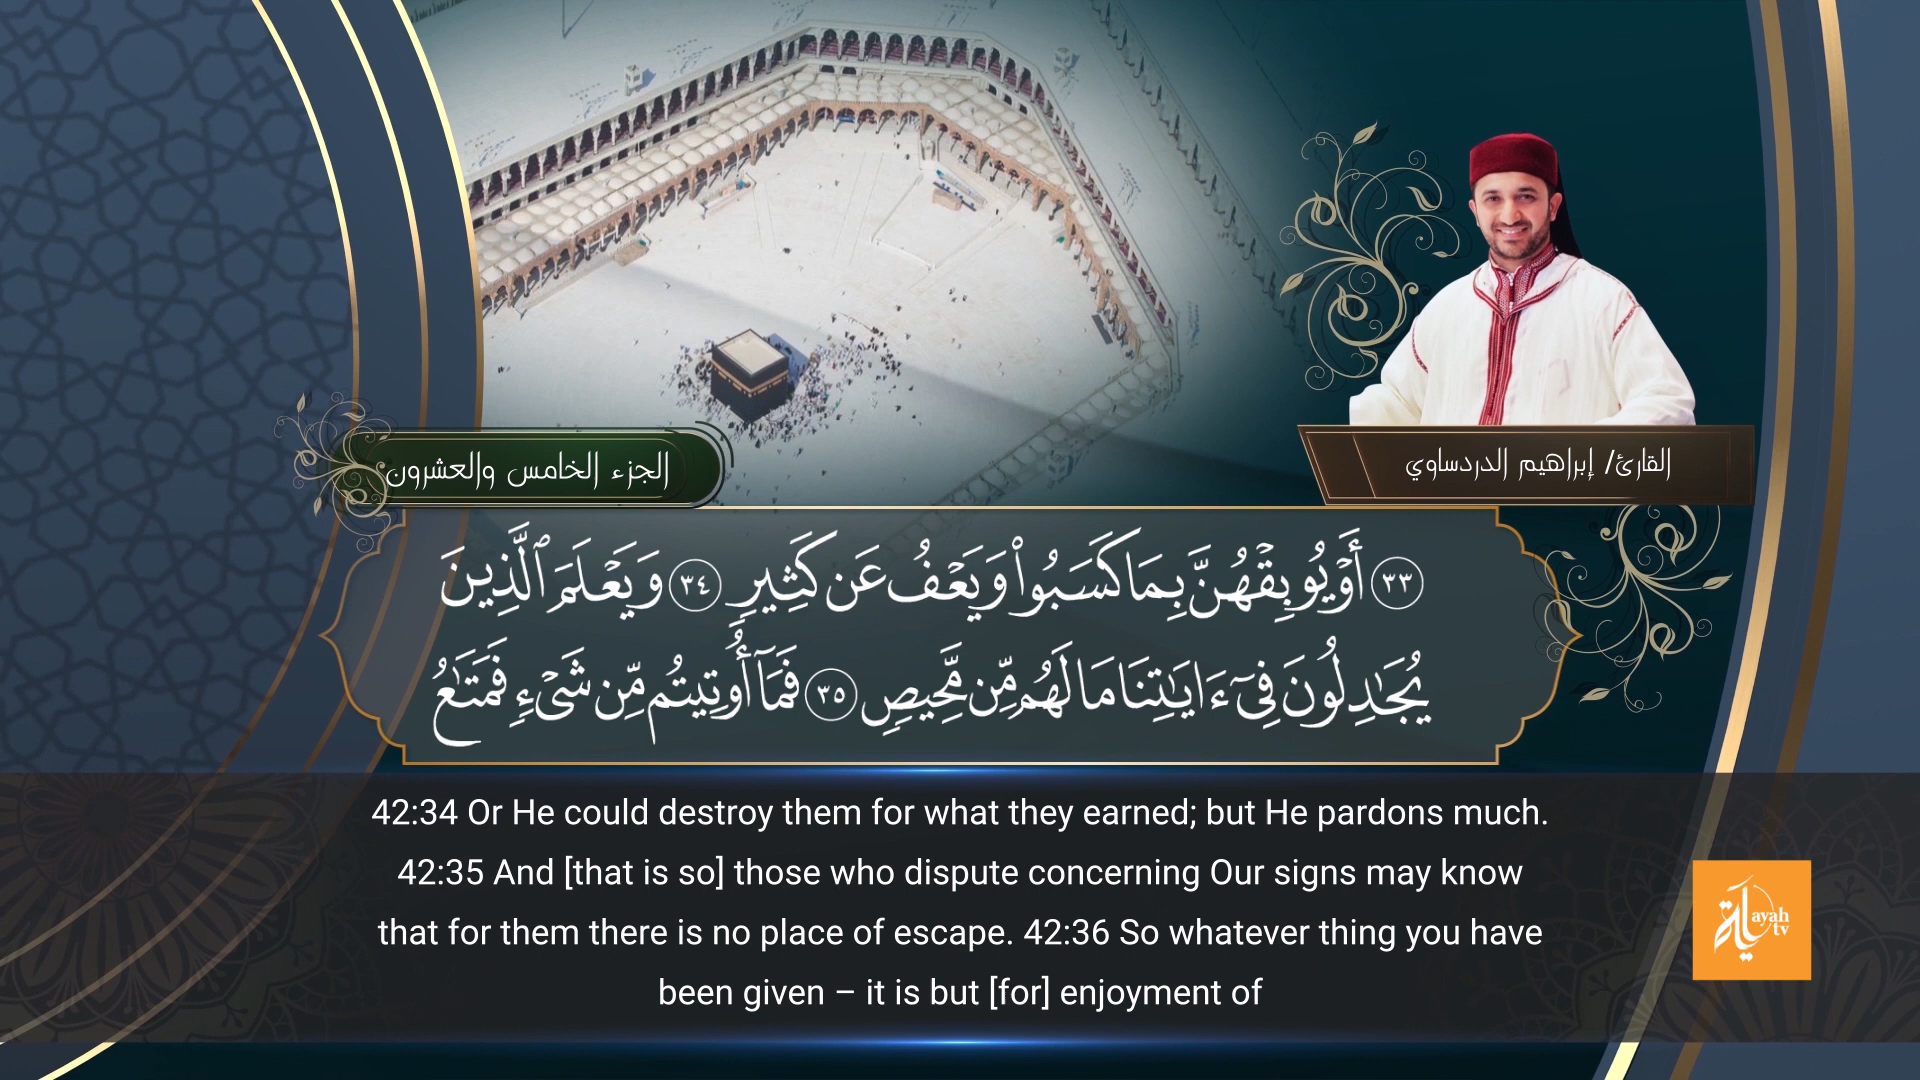 الجزء الخامس والعشرون
القارئ/ إبراهيم الدردساوي
٣٣ أَوْ يُوبِقْهُنَّ بِمَا كَسَبُوا۟ وَيَعْفُ عَن كَثِيرٍ ٣٤ وَيَعْلَمَ ٱلَّذِينَ
يُجَـٰدِلُونَ فِىٓ ءَايَـٰتِنَا مَا لَهُم مِّن مَّحِيصٍ ٣٥ فَمَآ أُوتِيتُم مِّن شَىْءٍ فَمَتَـٰعُ
42:34 Or He could destroy them for what they earned; but He pardons much.
42:35 And [that is so] those who dispute concerning Our signs may know
that for them there is no place of escape. 42:36 So whatever thing you have
been given – it is but [for] enjoyment of
آية
ayah
tv